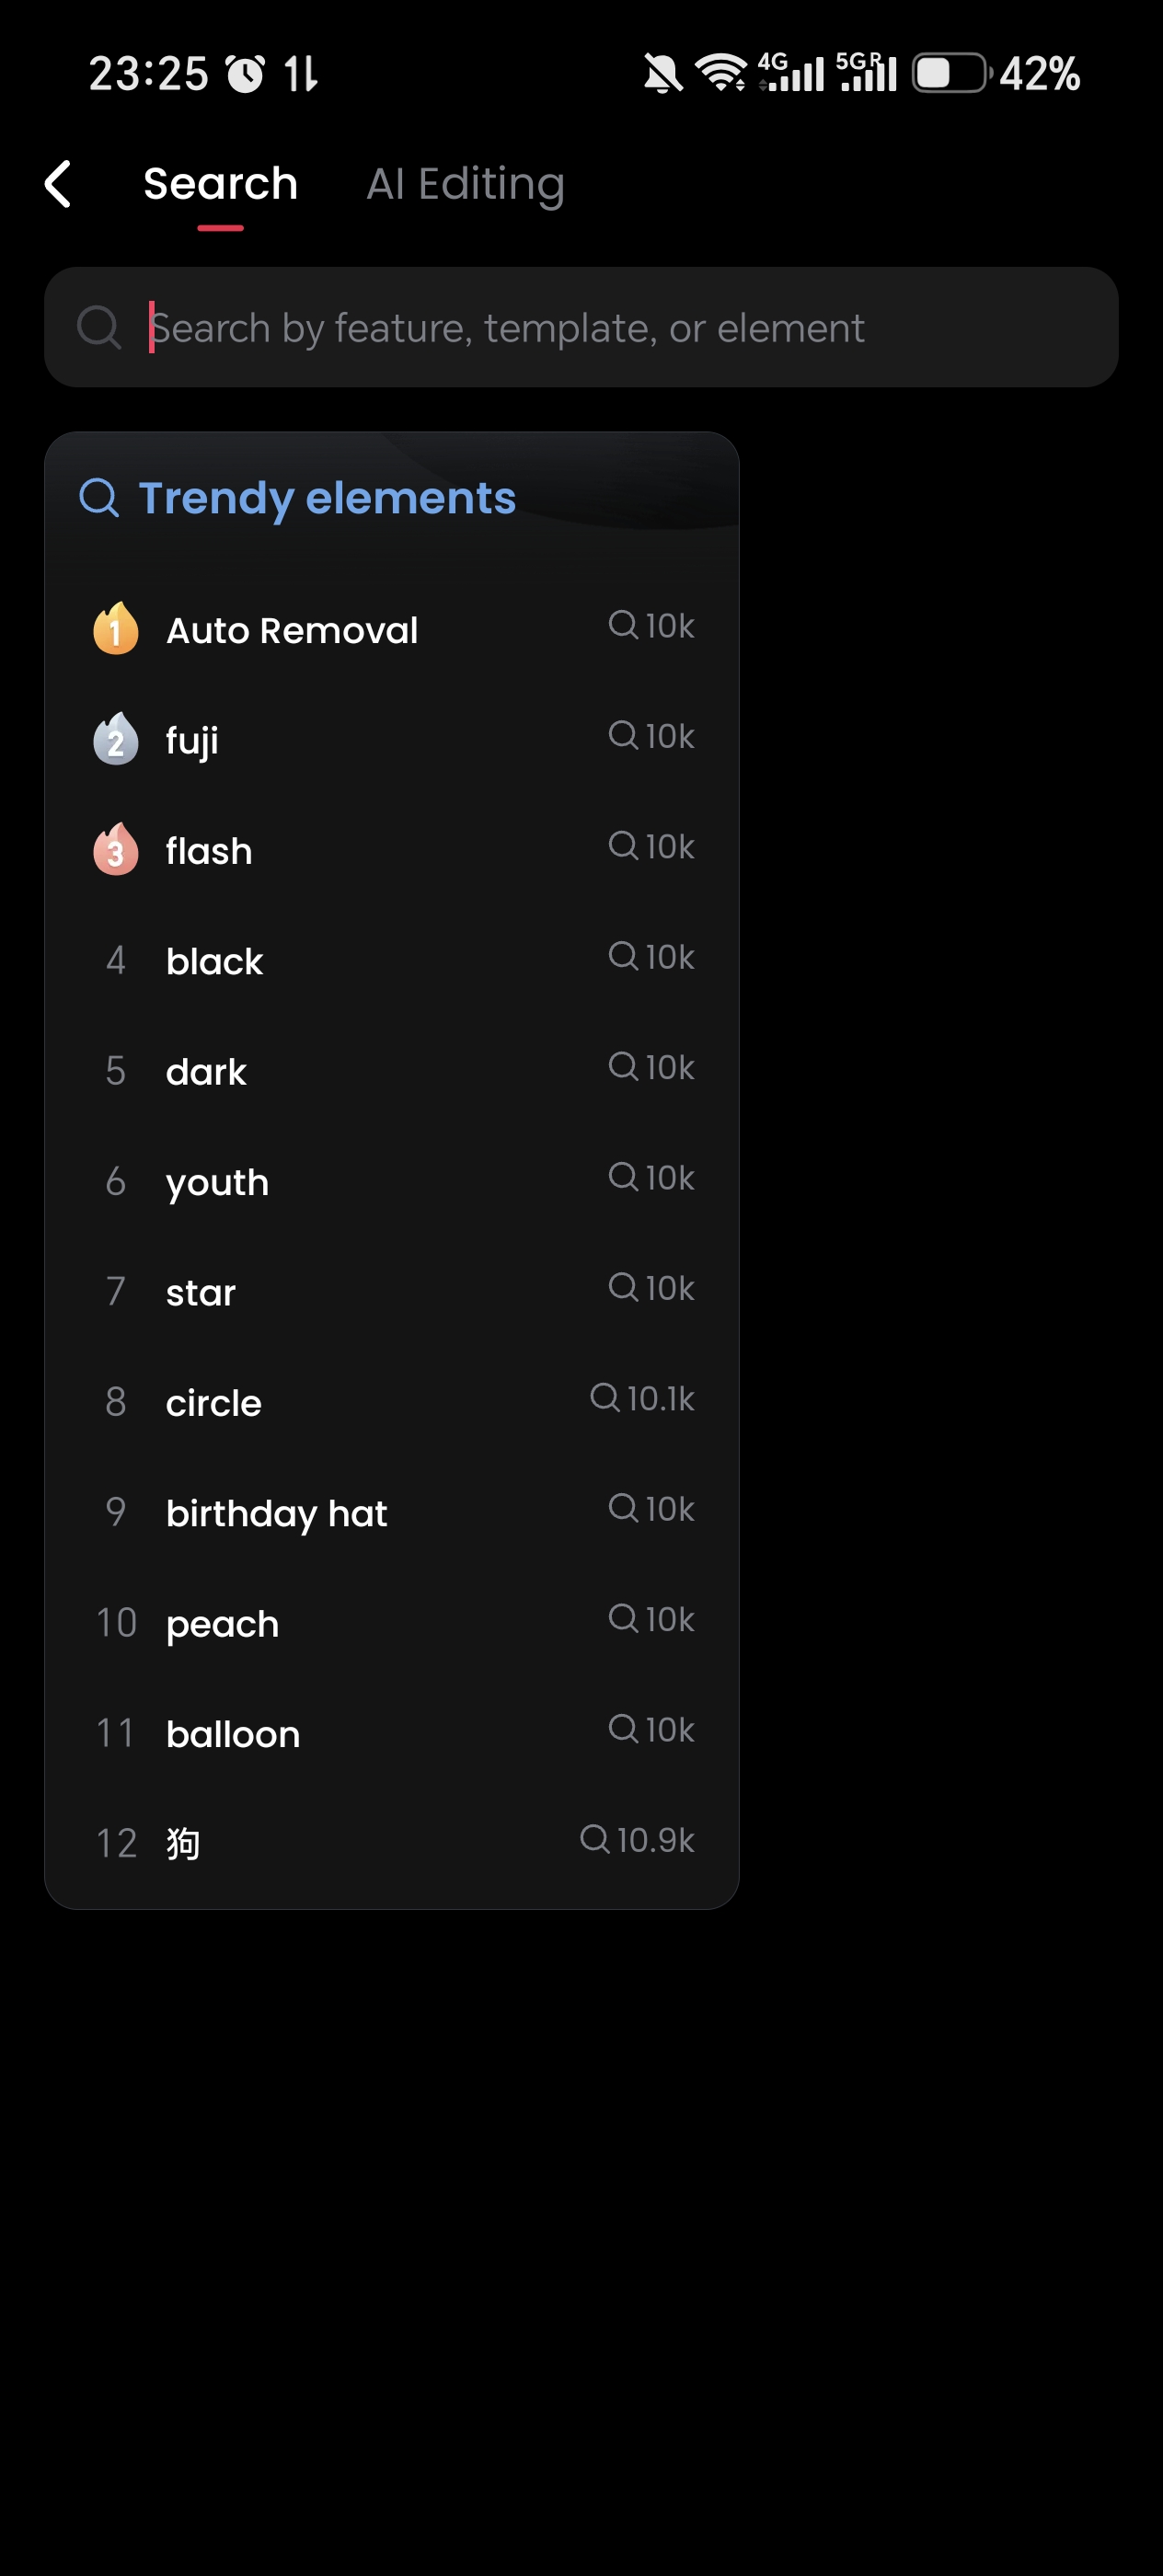 23:25 4G 5G R 42%
Search AI Editing
Search by feature, template, or element
Trendy elements
1 Auto Removal 10k
2 fuji 10k
3 flash 10k
4 black 10k
5 dark 10k
6 youth 10k
7 star 10k
8 circle 10.1k
9 birthday hat 10k
10 peach 10k
11 balloon 10k
12 狗 10.9k